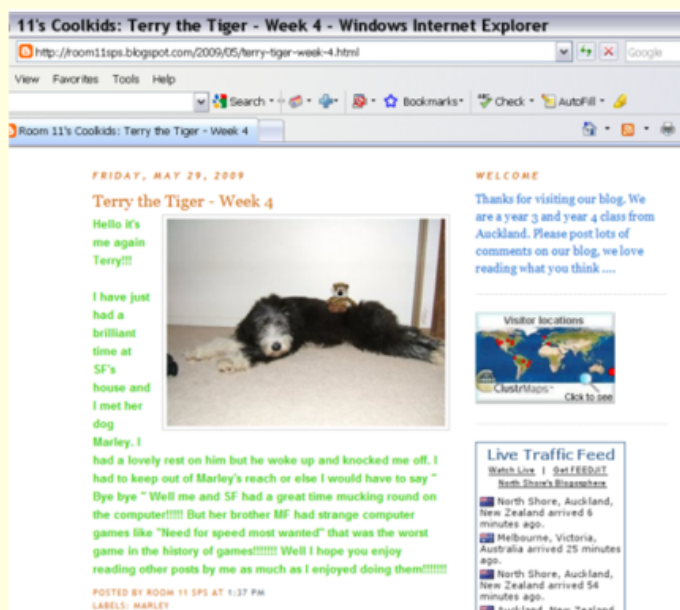 11's Coolkids: Terry the Tiger - Week 4 - Windows Internet Explorer
http://room11sps.blogspot.com/2009/05/terry-tiger-week-4.html
Google
View Favorites Tools Help
Search Bookmarks Check AutoFill
Room 11's Coolkids: Terry the Tiger - Week 4
FRIDAY, MAY 29, 2009
Terry the Tiger - Week 4
Hello it's
me again
Terry!!!
I have just
had a
brilliant
time at
SF's
house and
I met her
dog
Marley. I
had a lovely rest on him but he woke up and knocked me off. I
had to keep out of Marley's reach or else I would have to say "
Bye bye " Well me and SF had a great time mucking round on
the computer!!!!! But her brother MF had strange computer
games like "Need for speed most wanted" that was the worst
game in the history of games!!!!!!! Well I hope you enjoy
reading other posts by me as much as I enjoyed doing them!!!!!!!
POSTED BY ROOM 11 SPS AT 1:37 PM
LABELS: MARLEY
WELCOME
Thanks for visiting our blog. We
are a year 3 and year 4 class from
Auckland. Please post lots of
comments on our blog, we love
reading what you think ....
Visitor locations
ClustrMaps
Click to see
Live Traffic Feed
Watch Live | Get FEEDJIT
North Shore's Blogosphere
North Shore, Auckland,
New Zealand arrived 6
minutes ago.
Melbourne, Victoria,
Australia arrived 25 minutes
ago.
North Shore, Auckland,
New Zealand arrived 54
minutes ago.
Auckland, New Zealand